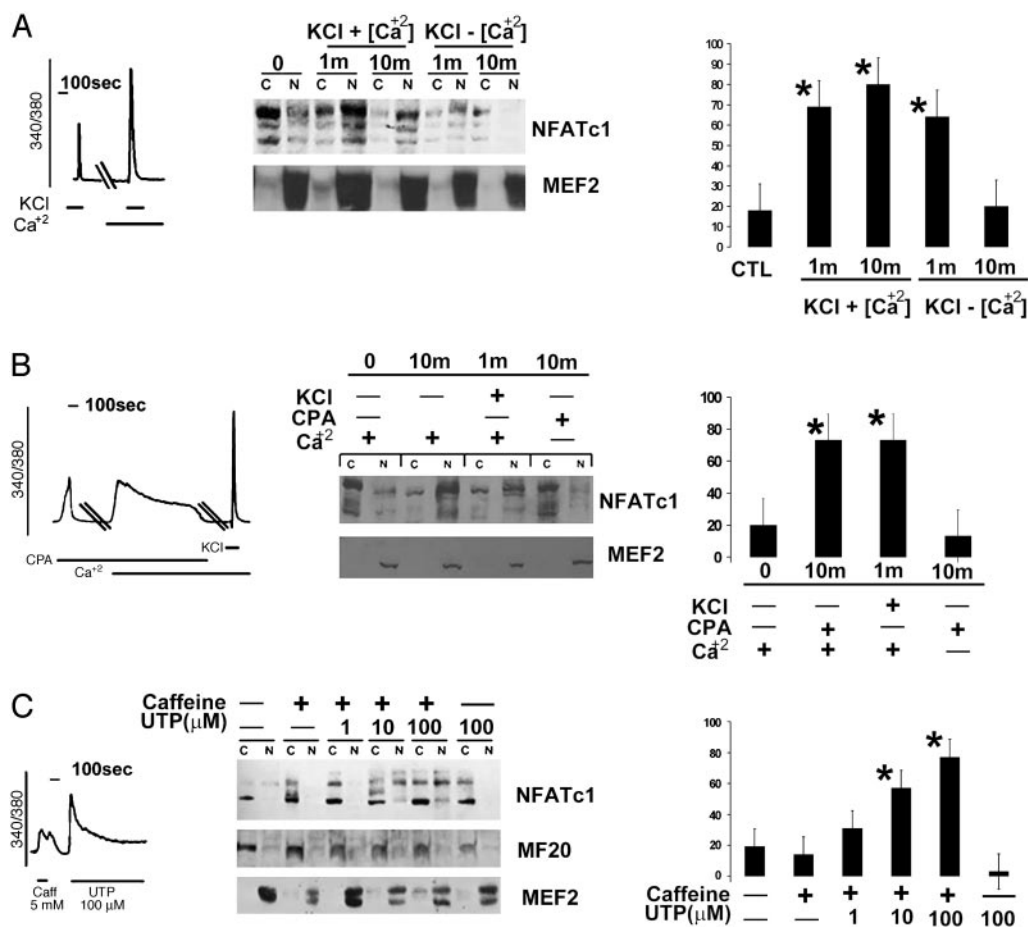 A
KCl + [Ca+2] KCl - [Ca+2]
0 1m 10m 1m 10m
C N C N C N C N C N
100sec
340/380
NFATc1
MEF2
KCl
Ca+2
100
90
80
70
60
50
40
30
20
10
0
* * *
CTL 1m 10m 1m 10m
KCl + [Ca+2] KCl - [Ca+2]
B
0 10m 1m 10m
KCl — — + —
CPA — — — +
Ca+2 + + + —
C N C N C N C N
100sec
340/380
NFATc1
MEF2
KCl
CPA
Ca+2
100
80
60
40
20
0
* *
0 10m 1m 10m
KCl — — + —
CPA — + — +
Ca+2 + + + —
C
Caffeine — + + + + —
UTP(μM) — — 1 10 100 100
C N C N C N C N C N C N
100sec
340/380
NFATc1
MF20
MEF2
Caff
5 mM
UTP
100 μM
100
80
60
40
20
0
* *
Caffeine — + + + + —
UTP(μM) — — 1 10 100 100